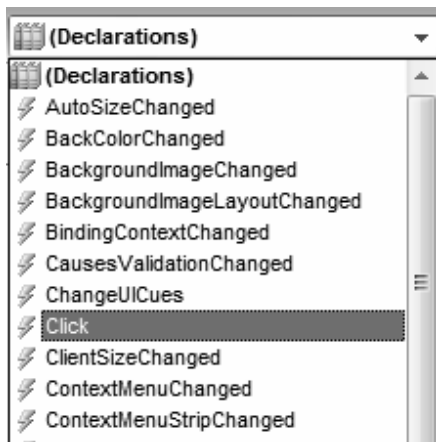 (Declarations)
(Declarations)
AutoSizeChanged
BackColorChanged
BackgroundImageChanged
BackgroundImageLayoutChanged
BindingContextChanged
CausesValidationChanged
ChangeUICues
Click
ClientSizeChanged
ContextMenuChanged
ContextMenuStripChanged